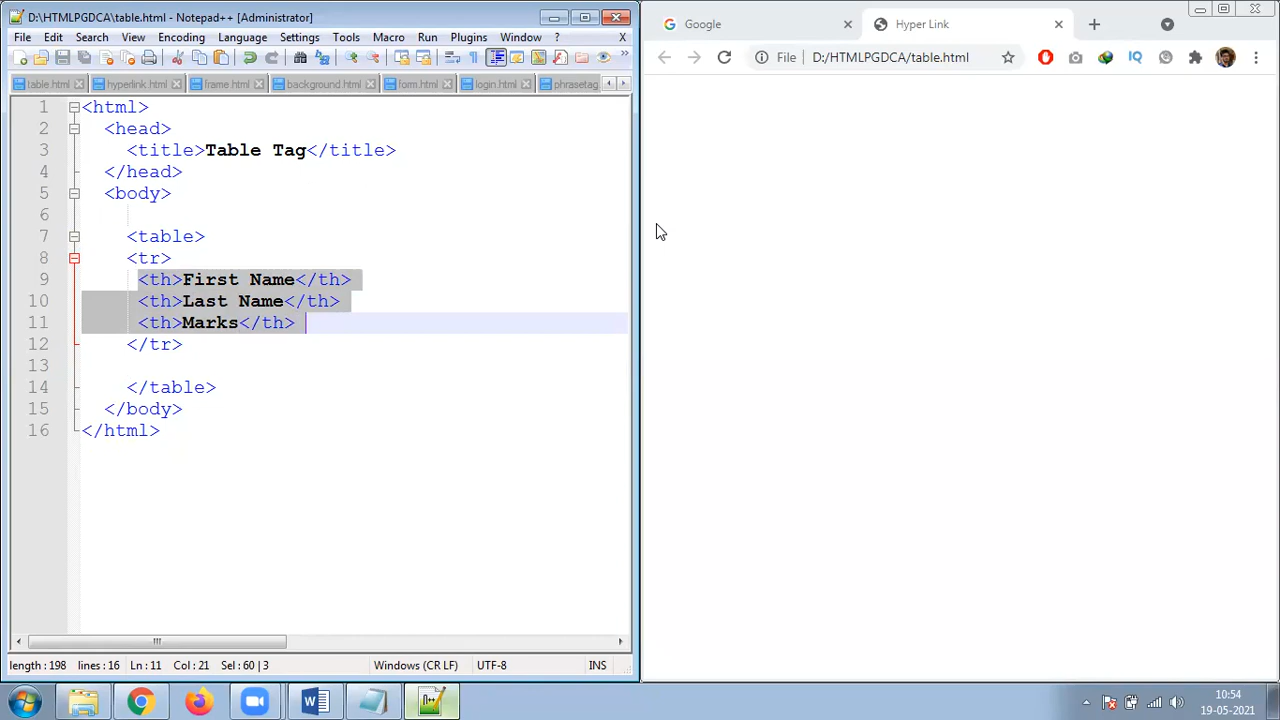 D:\HTMLPGDCA\table.html - Notepad++ [Administrator]
File Edit Search View Encoding Language Settings Tools Macro Run Plugins Window ? X
table.html hyperlink.html frame.html background.html form.html login.html phrasetag
1 <html>
2 <head>
3 <title>Table Tag</title>
4 </head>
5 <body>
6
7 <table>
8 <tr>
9 <th>First Name</th>
10 <th>Last Name</th>
11 <th>Marks</th>
12 </tr>
13
14 </table>
15 </body>
16 </html>
length : 198 lines : 16 Ln : 11 Col : 21 Sel : 60 | 3 Windows (CR LF) UTF-8 INS
Google Hyper Link
File D:/HTMLPGDCA/table.html
IQ
10:54
19-05-2021